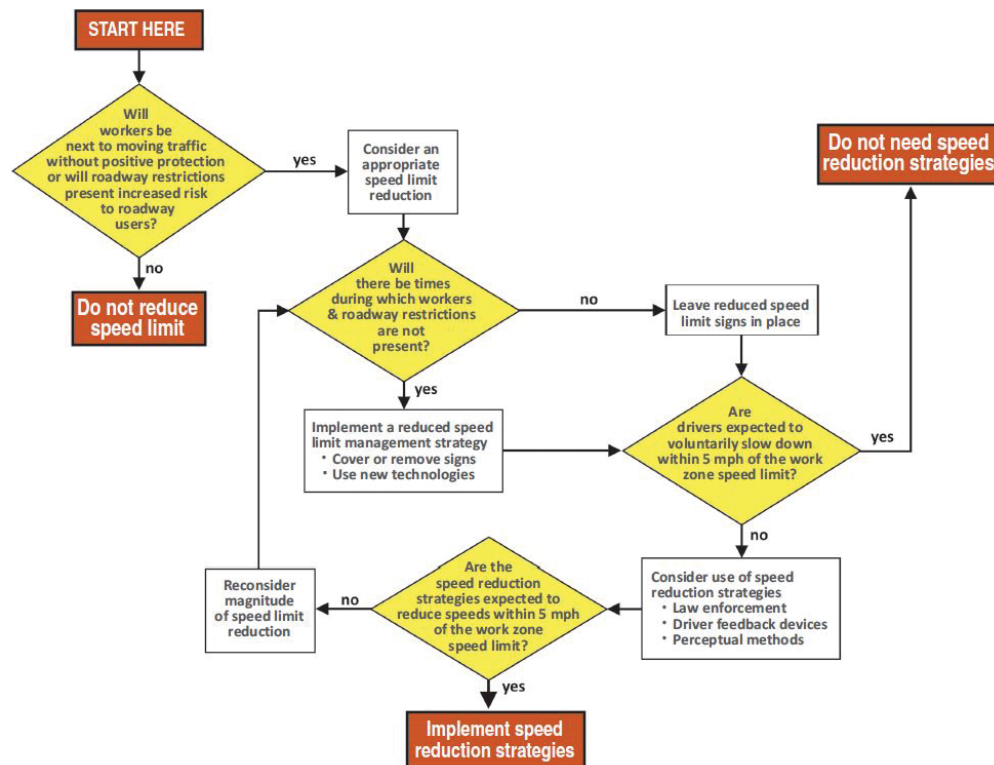 START HERE
Will
workers be
next to moving traffic
without positive protection
or will roadway restrictions
present increased risk
to roadway
users?
yes
no
Do not reduce
speed limit
Consider an
appropriate
speed limit
reduction
Will
there be times
during which workers
& roadway restrictions
are not
present?
no
yes
Leave reduced speed
limit signs in place
Implement a reduced speed
limit management strategy
• Cover or remove signs
• Use new technologies
Are
drivers expected to
voluntarily slow down
within 5 mph of the work
zone speed limit?
yes
Do not need speed
reduction strategies
no
Consider use of speed
reduction strategies
• Law enforcement
• Driver feedback devices
• Perceptual methods
Are the
speed reduction
strategies expected to
reduce speeds within 5 mph
of the work zone
speed limit?
no
Reconsider
magnitude
of speed limit
reduction
yes
Implement speed
reduction strategies